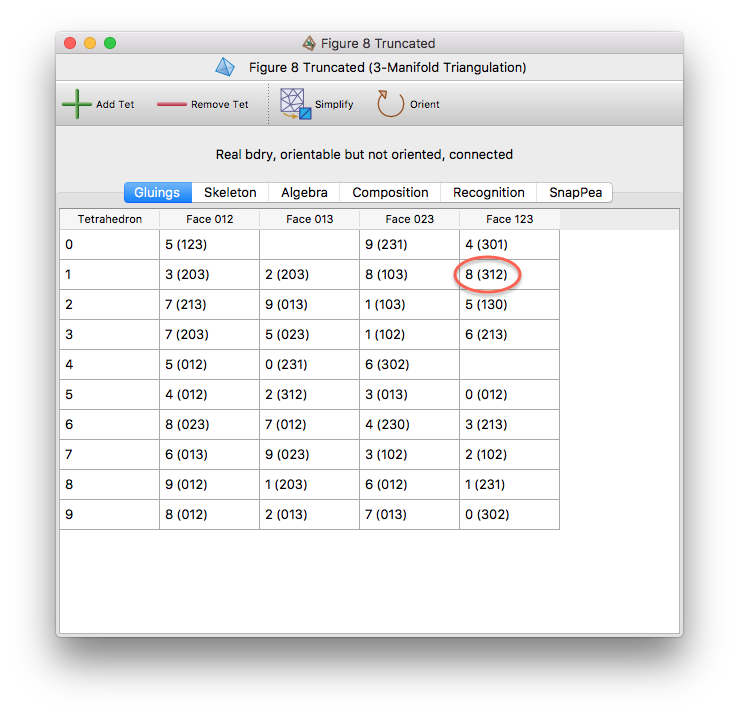 Figure 8 Truncated
Figure 8 Truncated (3-Manifold Triangulation)
Add Tet Remove Tet Simplify Orient
Real bdry, orientable but not oriented, connected
Gluings Skeleton Algebra Composition Recognition SnapPea
Tetrahedron Face 012 Face 013 Face 023 Face 123
0 5 (123) 9 (231) 4 (301)
1 3 (203) 2 (203) 8 (103) 8 (312)
2 7 (213) 9 (013) 1 (103) 5 (130)
3 7 (203) 5 (023) 1 (102) 6 (213)
4 5 (012) 0 (231) 6 (302)
5 4 (012) 2 (312) 3 (013) 0 (012)
6 8 (023) 7 (012) 4 (230) 3 (213)
7 6 (013) 9 (023) 3 (102) 2 (102)
8 9 (012) 1 (203) 6 (012) 1 (231)
9 8 (012) 2 (013) 7 (013) 0 (302)